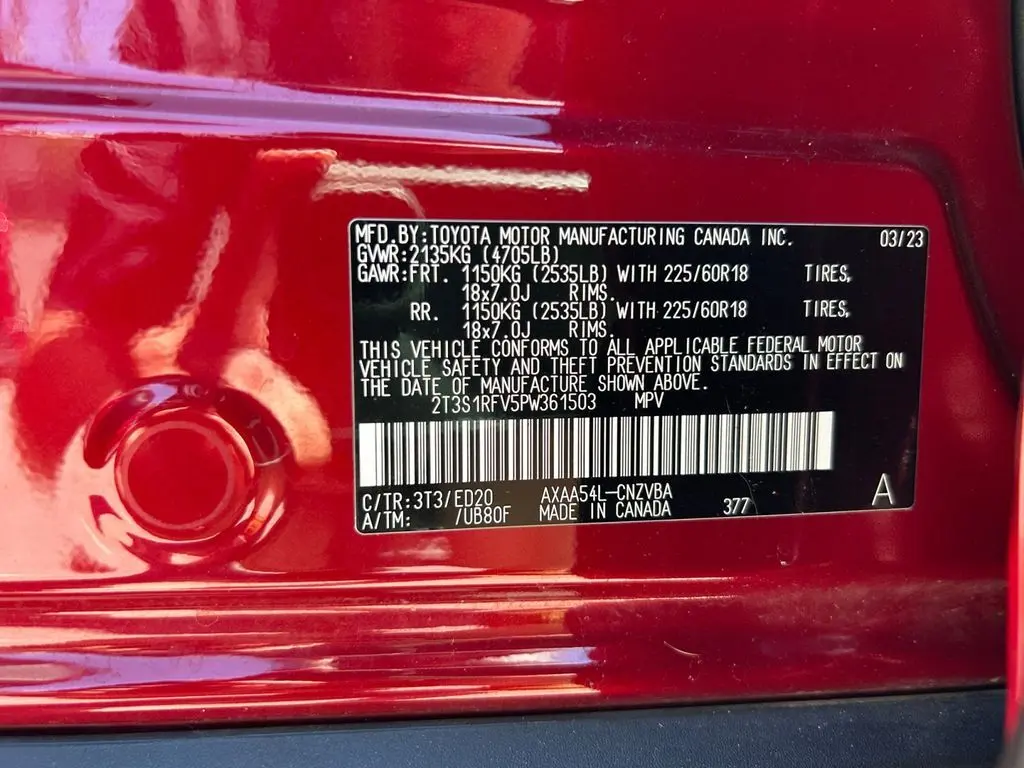 MFD.BY:TOYOTA MOTOR MANUFACTURING CANADA INC. 03/23
GVWR:2135KG (4705LB)
GAWR:FRT. 1150KG (2535LB) WITH 225/60R18 TIRES,
18x7.0J RIMS.
RR. 1150KG (2535LB) WITH 225/60R18 TIRES,
18x7.0J RIMS.
THIS VEHICLE CONFORMS TO ALL APPLICABLE FEDERAL MOTOR
VEHICLE SAFETY AND THEFT PREVENTION STANDARDS IN EFFECT ON
THE DATE OF MANUFACTURE SHOWN ABOVE.
2T3S1RFV5PW361503 MPV
C/TR:3T3/ED20 AXAA54L-CNZVBA A
A/TM: /UB80F MADE IN CANADA 377